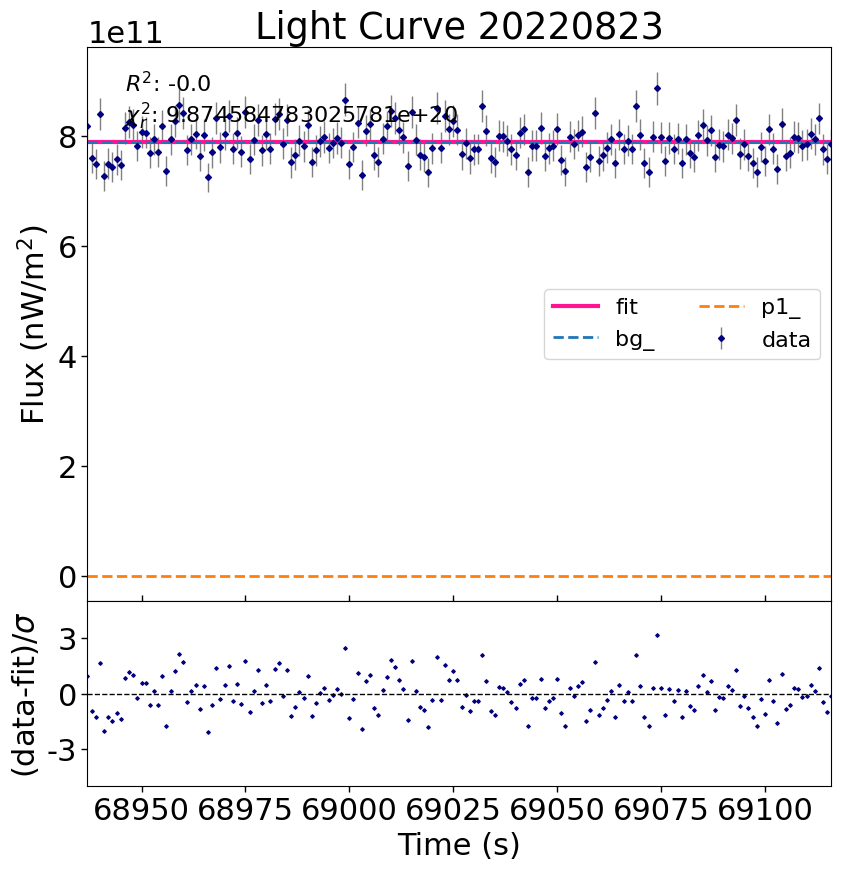 Light Curve 20220823
1e11
R²: -0.0
χ²ᵣ: 9.874584783025781e+20
8
6
4
2
0
Flux (nW/m²)
fit
bg_
p1_
data
3
0
-3
(data-fit)/σ
68950 68975 69000 69025 69050 69075 69100
Time (s)